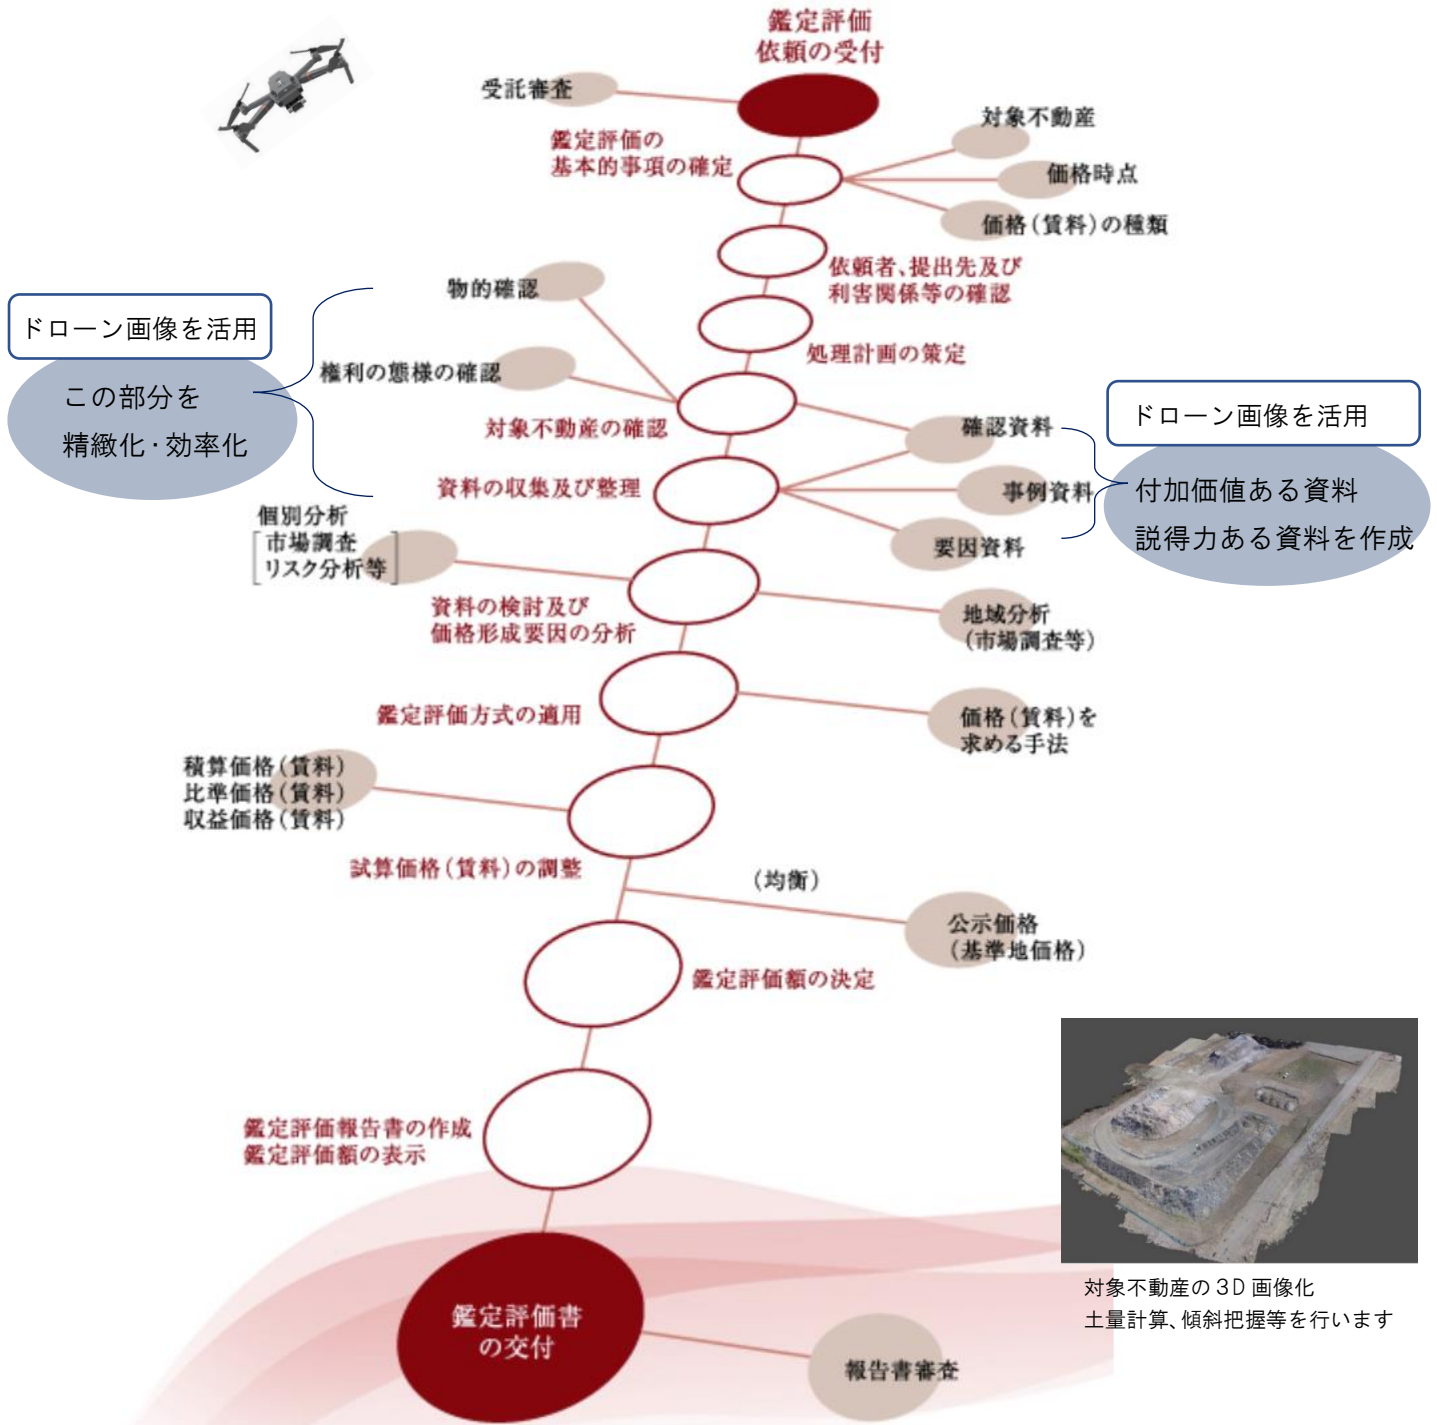 鑑定評価
依頼の受付
受託審査
鑑定評価の
基本的事項の確定
対象不動産
価格時点
価格(賃料)の種類
依頼者、提出先及び
利害関係等の確認
物的確認
処理計画の策定
権利の態様の確認
ドローン画像を活用
この部分を
精緻化・効率化
対象不動産の確認
確認資料
ドローン画像を活用
付加価値ある資料
説得力ある資料を作成
資料の収集及び整理
事例資料
要因資料
個別分析
市場調査
リスク分析等
資料の検討及び
価格形成要因の分析
地域分析
(市場調査等)
鑑定評価方式の適用
価格(賃料)を
求める手法
積算価格(賃料)
比準価格(賃料)
収益価格(賃料)
試算価格(賃料)の調整
(均衡)
公示価格
(基準地価格)
鑑定評価額の決定
鑑定評価報告書の作成
鑑定評価額の表示
対象不動産の3D画像化
土量計算、傾斜把握等を行います
鑑定評価書
の交付
報告書審査